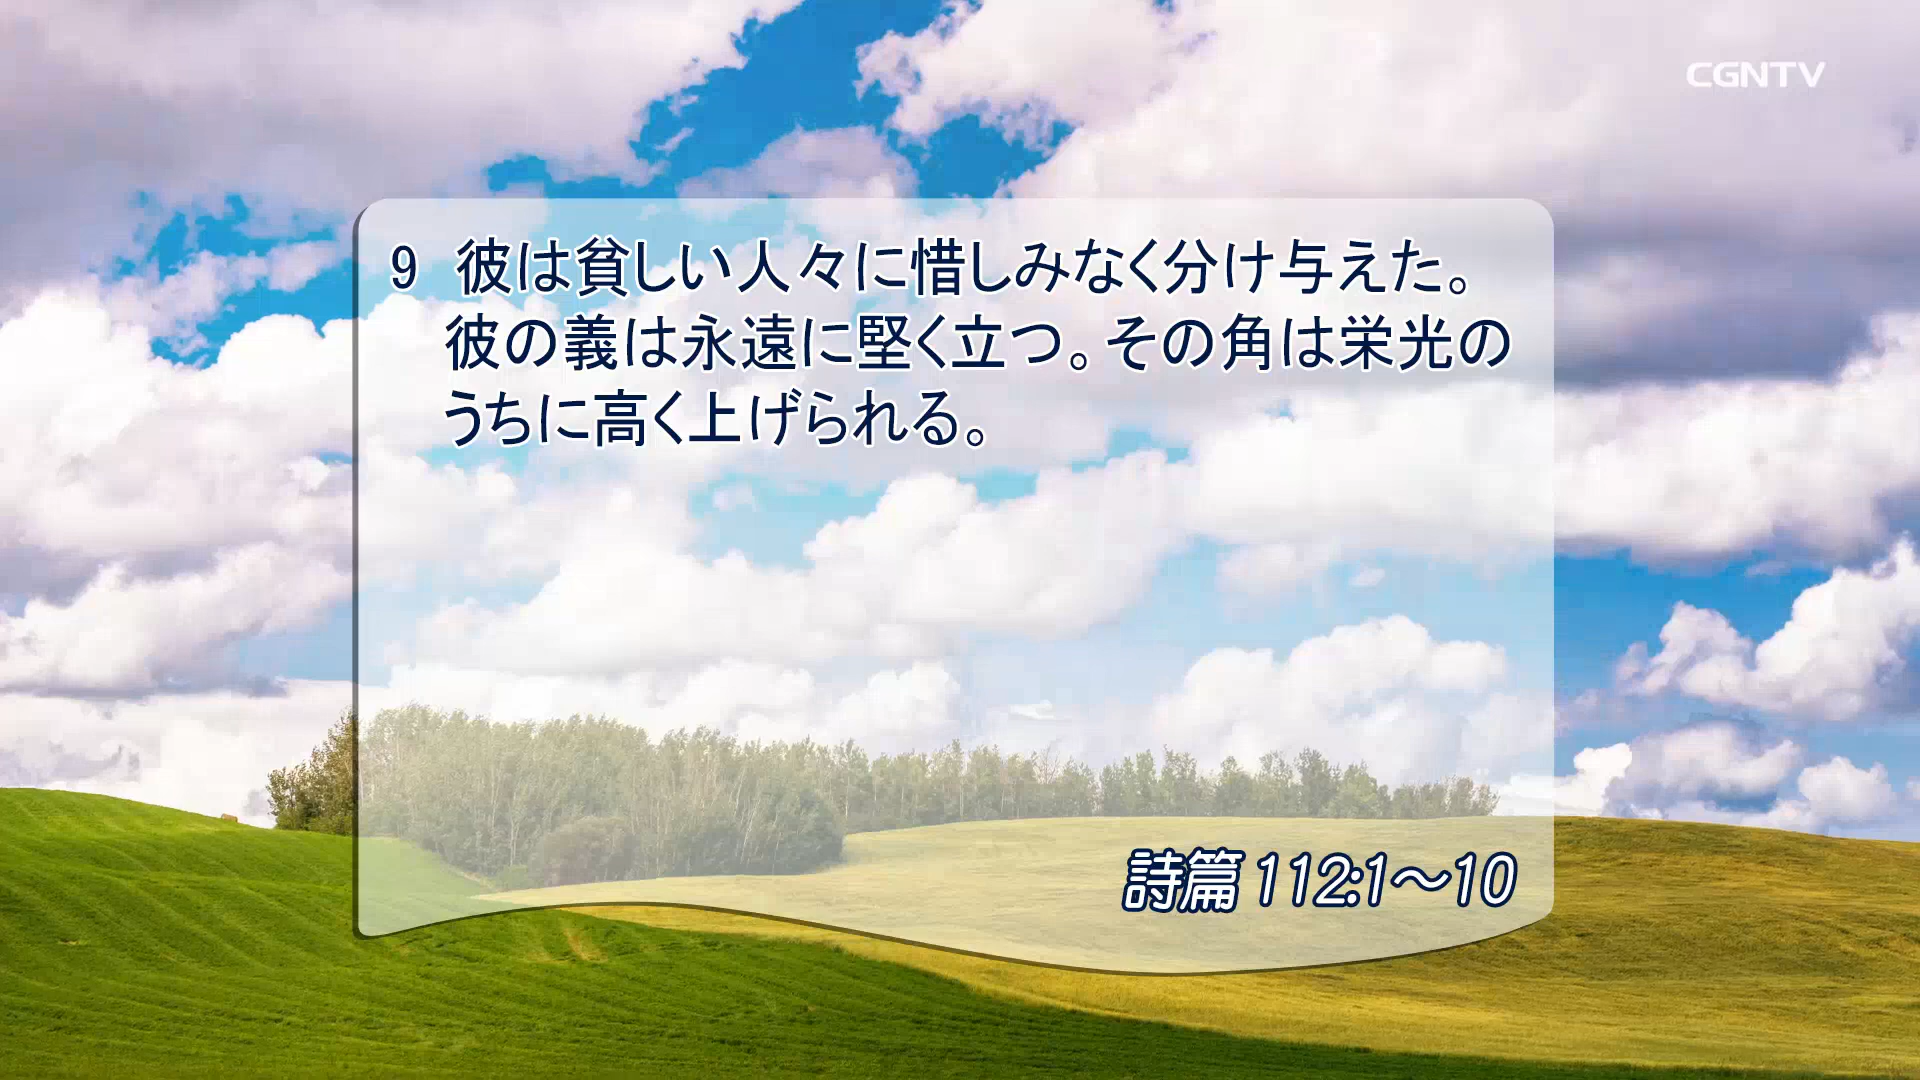 CGNTV
9 彼は貧しい人々に惜しみなく分け与えた。
彼の義は永遠に堅く立つ。その角は栄光の
うちに高く上げられる。
詩篇 112:1～10